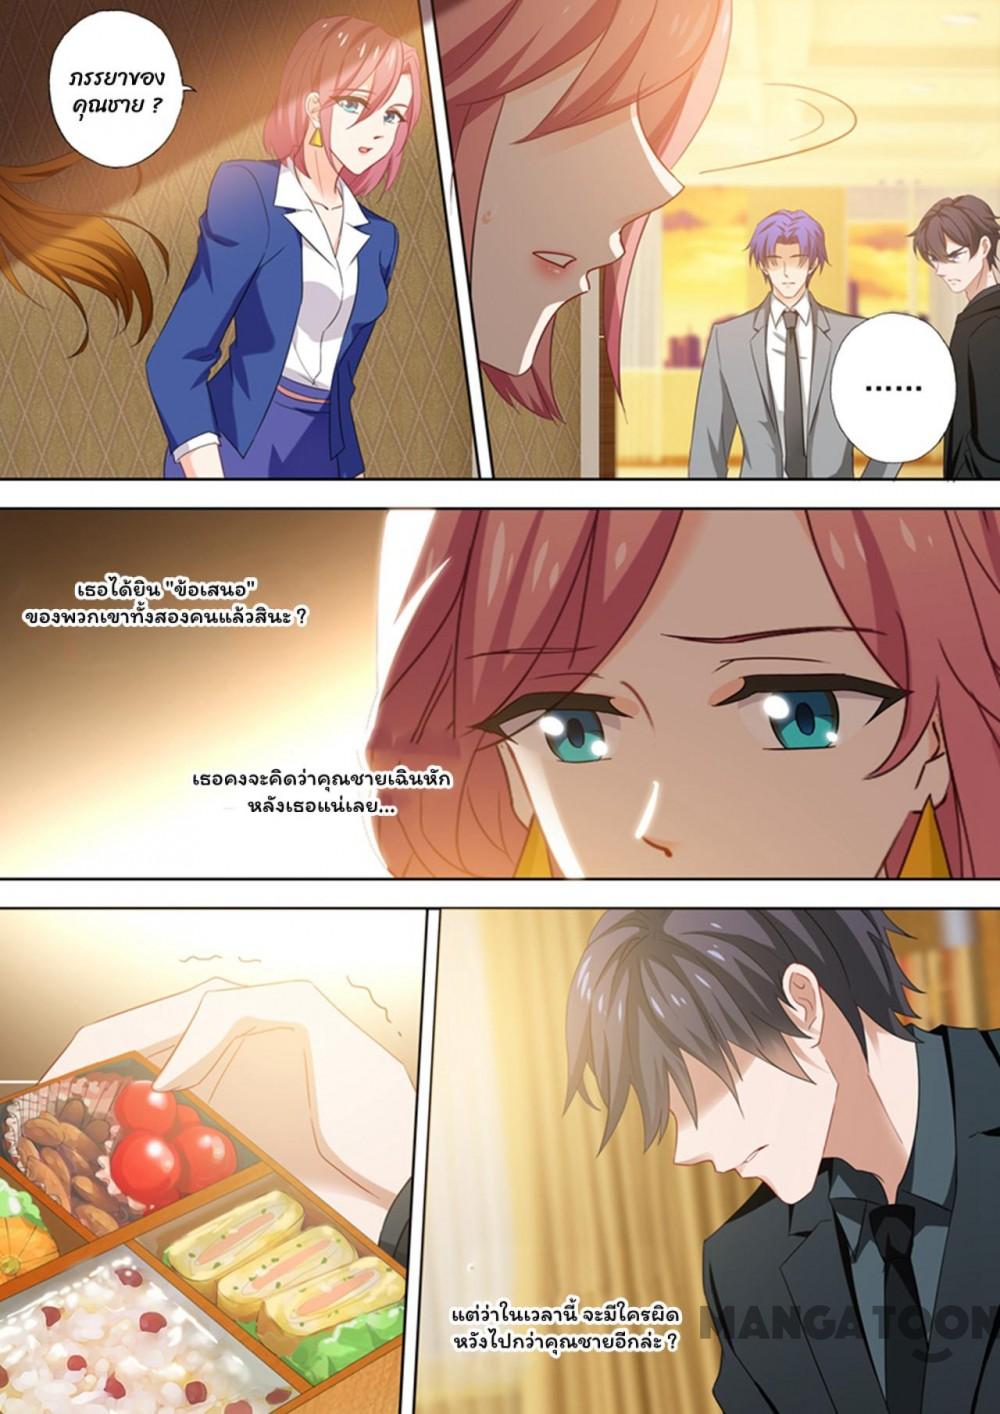 ภรรยาของ
คุณชาย ?
......
เธอได้ยิน "ข้อเสนอ"
ของพวกเขาทั้งสองคนแล้วสินะ ?
เธอคงจะคิดว่าคุณชายเฉินหัก
หลังเธอแน่เลย...
แต่ว่าในเวลานี้ จะมีใครผิด
หวังไปกว่าคุณชายอีกล่ะ ?
MANGATOON